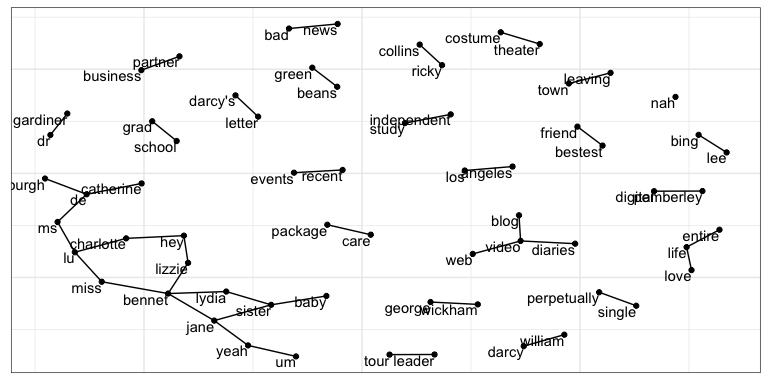 bad news
collins
ricky
costume
theater
business partner
green
beans
town leaving
darcy's
letter
nah
gardiner
dr
grad
school
independent
study
friend
bestest
bing
lee
burgh
de
catherine
events recent
los angeles
digital pemberley
ms
lu
charlotte
hey
lizzie
package
care
blog
web
video
diaries
entire
life
love
miss
bennet
lydia
sister
baby
jane
yeah
um
george wickham
perpetually
single
tour leader
darcy
william